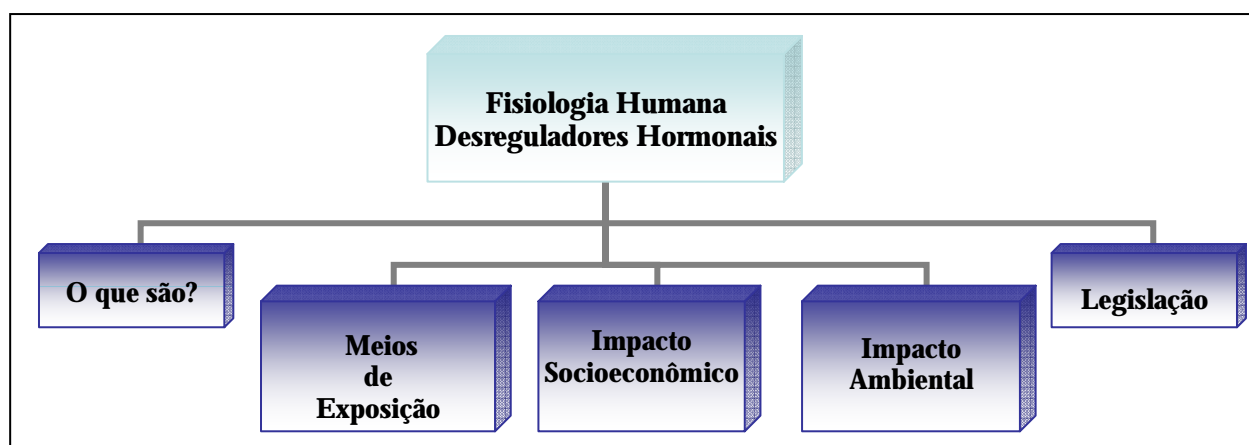 Fisiologia Humana
Desreguladores Hormonais
O que são?
Meios
de
Exposição
Impacto
Socioeconômico
Impacto
Ambiental
Legislação